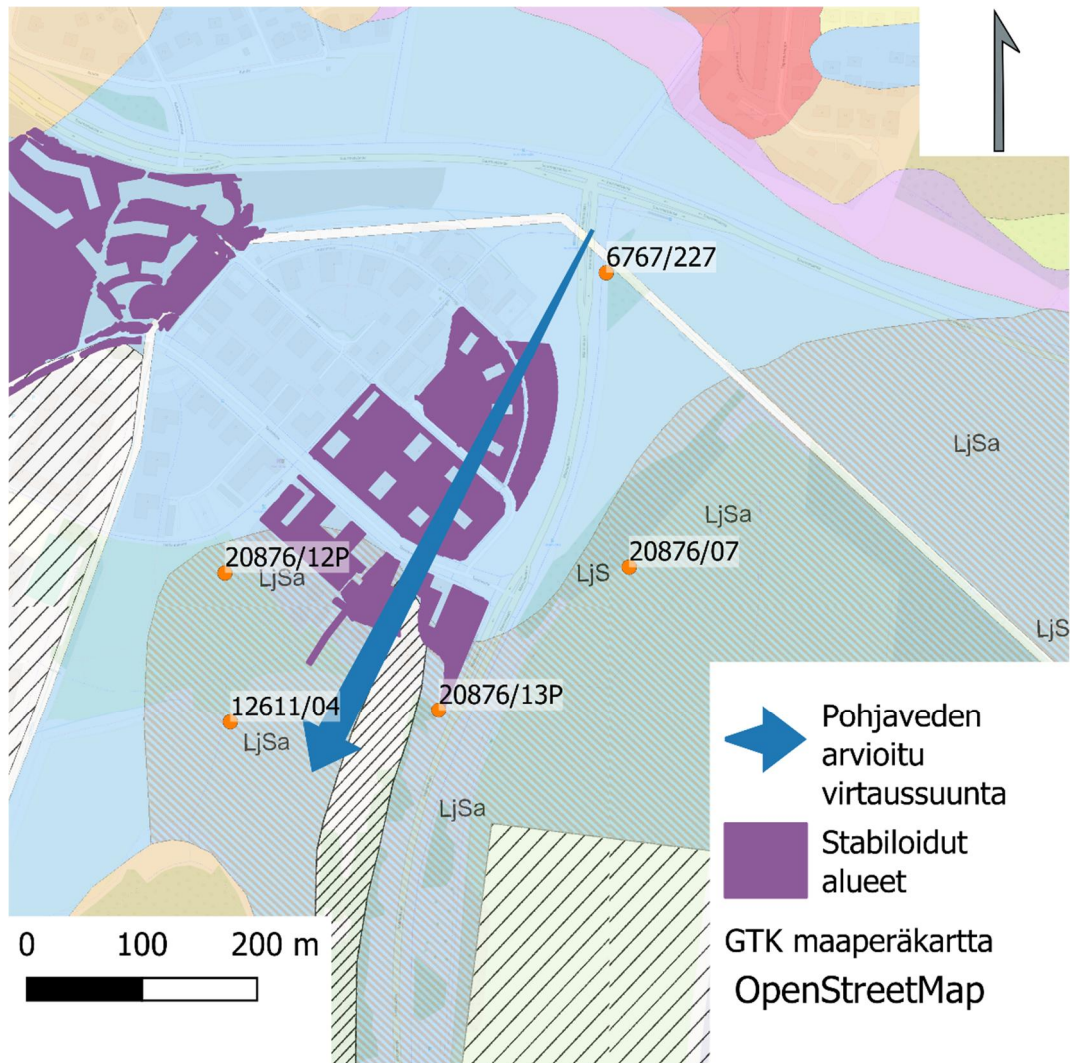 6767/227
LjSa
LjSa
20876/12P
LjSa
20876/07
LjS
LjS
12611/04
LjSa
20876/13P
LjSa
Pohjaveden
arvioitu
virtaussuunta
Stabiloidut
alueet
GTK maaperäkartta
OpenStreetMap
0 100 200 m